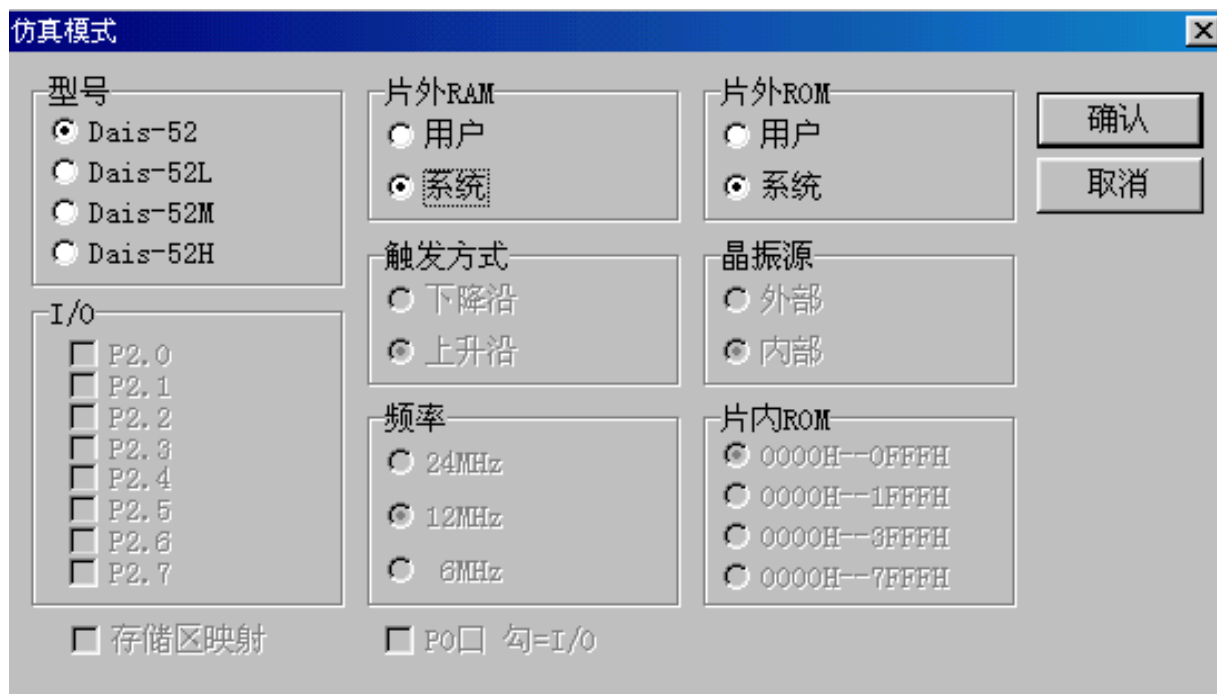 仿真模式
型号
Dais-52
Dais-52L
Dais-52M
Dais-52H
I/O
P2.0
P2.1
P2.2
P2.3
P2.4
P2.5
P2.6
P2.7
存储区映射
片外RAM
用户
系统
触发方式
下降沿
上升沿
频率
24MHz
12MHz
6MHz
P0口 勾=I/O
片外ROM
用户
系统
晶振源
外部
内部
片内ROM
0000H--0FFFH
0000H--1FFFH
0000H--3FFFH
0000H--7FFFH
确认
取消